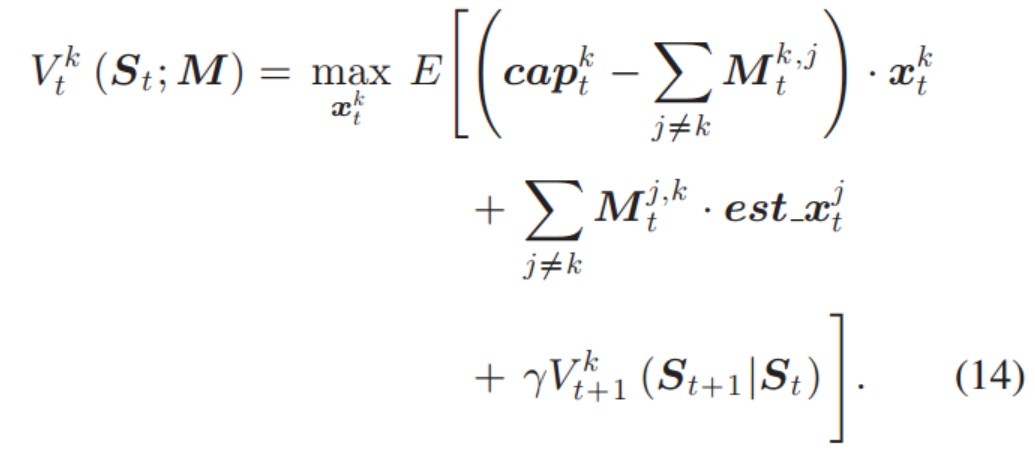 V_t^k (S_t; M) = max_{x_t^k} E[(cap_t^k − ∑_{j≠k} M_t^{k,j}) · x_t^k
+ ∑_{j≠k} M_t^{j,k} · est_x_t^j
+ γV_{t+1}^k (S_{t+1}|S_t)]. (14)